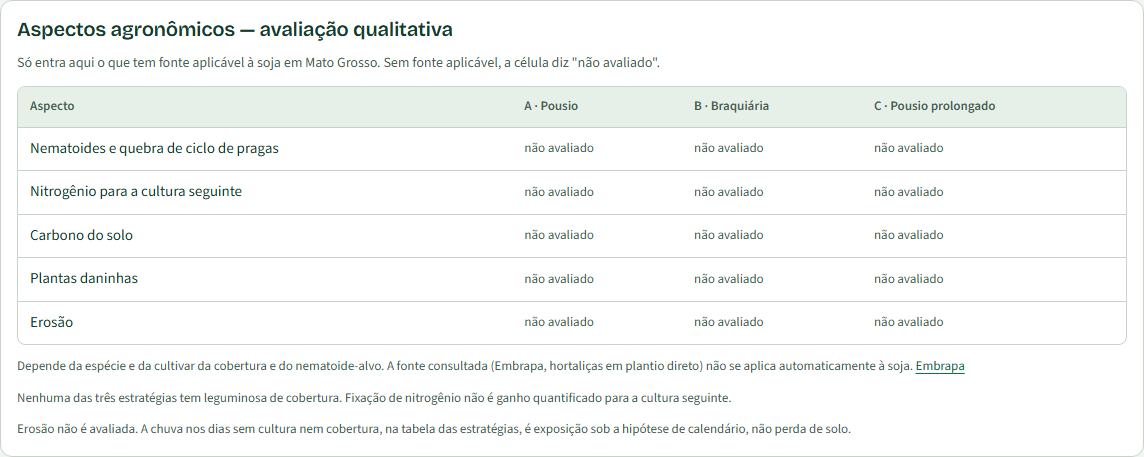 Aspectos agronômicos — avaliação qualitativa
Só entra aqui o que tem fonte aplicável à soja em Mato Grosso. Sem fonte aplicável, a célula diz "não avaliado".
Aspecto A · Pousio B · Braquiária C · Pousio prolongado
Nematoides e quebra de ciclo de pragas não avaliado não avaliado não avaliado
Nitrogênio para a cultura seguinte não avaliado não avaliado não avaliado
Carbono do solo não avaliado não avaliado não avaliado
Plantas daninhas não avaliado não avaliado não avaliado
Erosão não avaliado não avaliado não avaliado
Depende da espécie e da cultivar da cobertura e do nematoide-alvo. A fonte consultada (Embrapa, hortaliças em plantio direto) não se aplica automaticamente à soja. Embrapa
Nenhuma das três estratégias tem leguminosa de cobertura. Fixação de nitrogênio não é ganho quantificado para a cultura seguinte.
Erosão não é avaliada. A chuva nos dias sem cultura nem cobertura, na tabela das estratégias, é exposição sob a hipótese de calendário, não perda de solo.